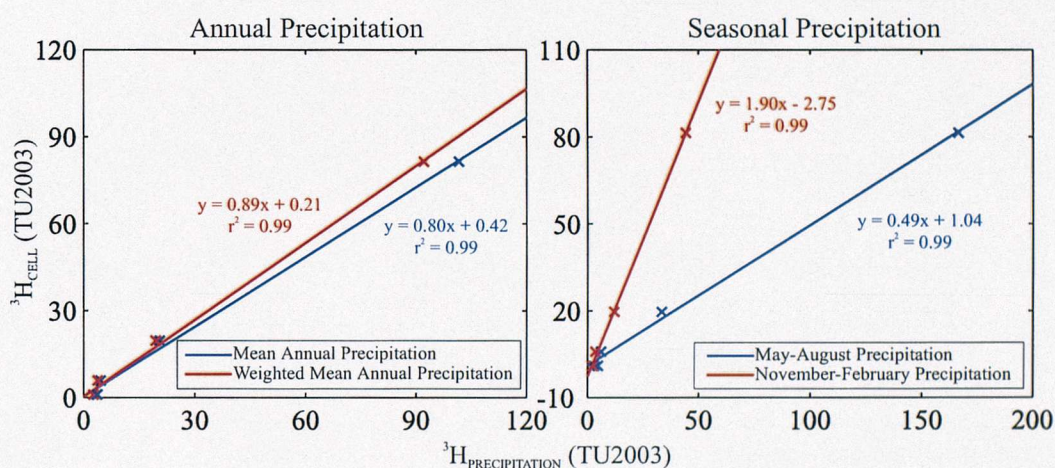 Annual Precipitation
120
90
60
30
0
0
30
60
90
120
³H_CELL (TU2003)
y = 0.89x + 0.21
r² = 0.99
y = 0.80x + 0.42
r² = 0.99
Mean Annual Precipitation
Weighted Mean Annual Precipitation
Seasonal Precipitation
110
80
50
20
-10
0
50
100
150
200
y = 1.90x - 2.75
r² = 0.99
y = 0.49x + 1.04
r² = 0.99
May-August Precipitation
November-February Precipitation
³H_PRECIPITATION (TU2003)